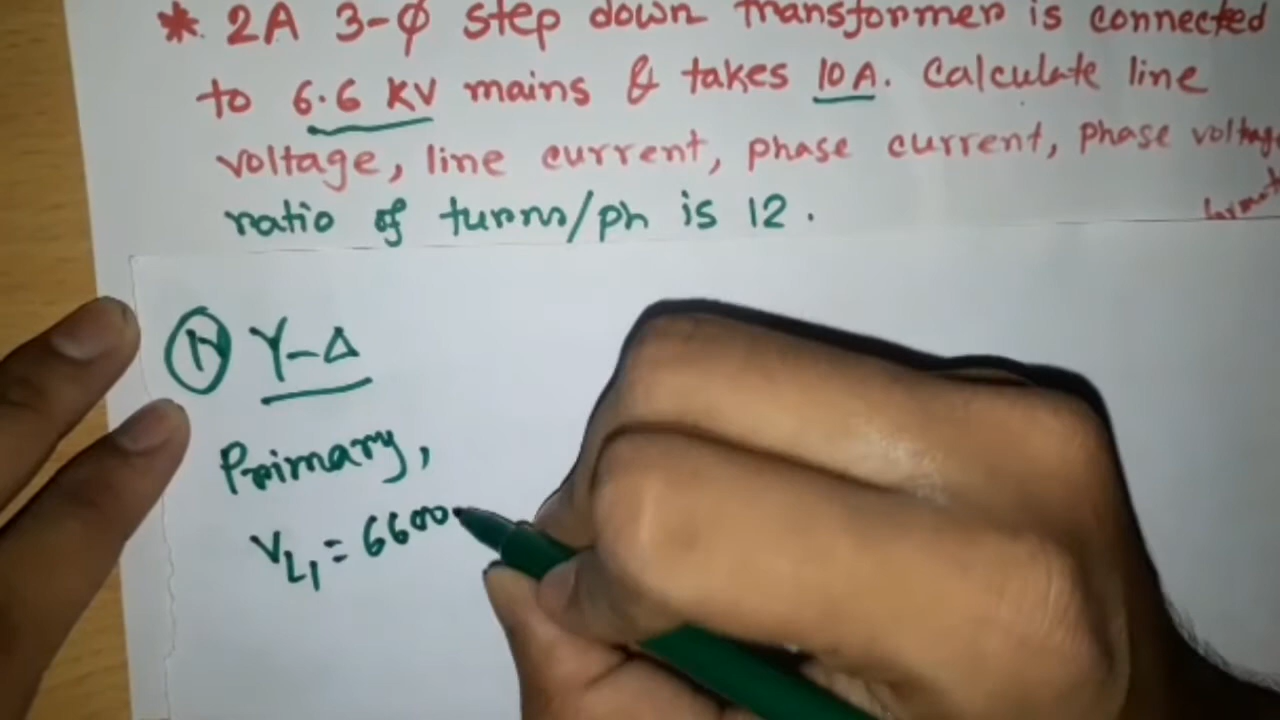 * 2A 3-φ step down transformer is connected
to 6.6 KV mains & takes 10A. Calculate line
voltage, line current, phase current, phase voltage
ratio of turns/ph is 12.
Y-Δ
Primary,
VL1 = 6600